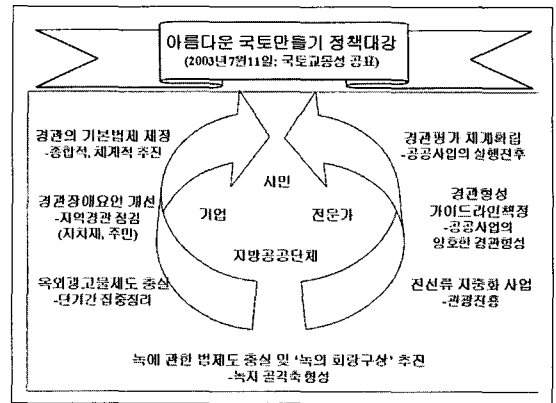 아름다운 국토만들기 정책대강
(2003년7월11일: 국토교통성 공표)
경관의 기본법제 제정
-종합적, 체계적 추진
경관장애요인 개선
-지역경관 점검
(지치재, 주민)
옥외광고물제도 충실
-단기간 집중정리
시민
기업
전문가
지방공공단체
경관평가 체계확립
-공공사업의 실행전후
경관형성
가이드라인책정
-공공사업의
양호한 경관형성
전선류 지중화 사업
-관광진흥
녹에 관한 법제도 충실 및 '녹의 회랑구상' 추진
-녹지 골격축형성